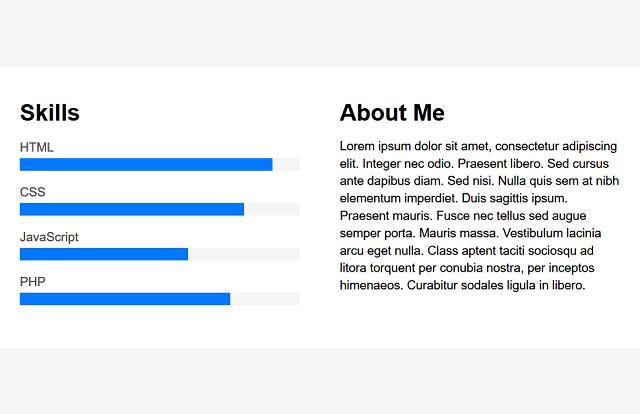 Skills
HTML
CSS
JavaScript
PHP
About Me
Lorem ipsum dolor sit amet, consectetur adipiscing
elit. Integer nec odio. Praesent libero. Sed cursus
ante dapibus diam. Sed nisi. Nulla quis sem at nibh
elementum imperdiet. Duis sagittis ipsum.
Praesent mauris. Fusce nec tellus sed augue
semper porta. Mauris massa. Vestibulum lacinia
arcu eget nulla. Class aptent taciti sociosqu ad
litora torquent per conubia nostra, per inceptos
himenaeos. Curabitur sodales ligula in libero.